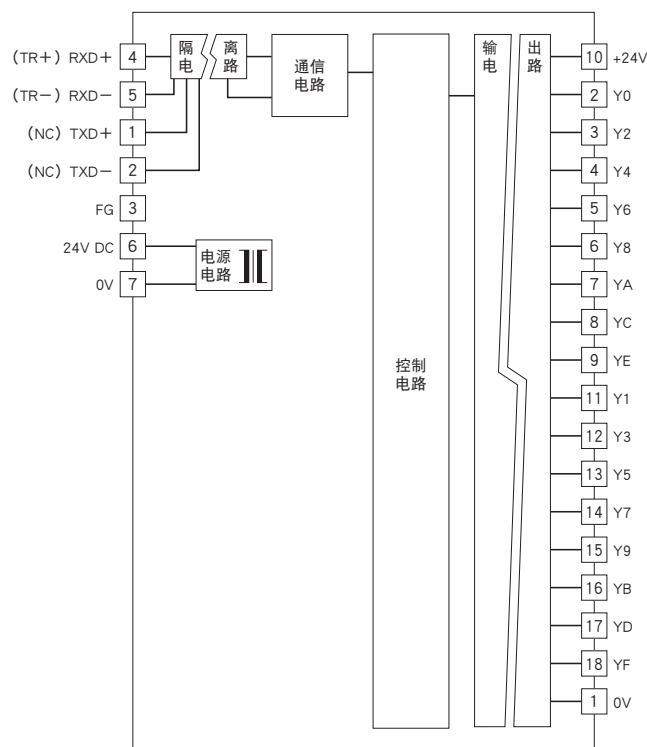 (TR+) RXD+ 4
(TR−) RXD− 5
(NC) TXD+ 1
(NC) TXD− 2
FG 3
24V DC 6
0V 7
隔 离
电 路
通信
电路
电源
电路
控制
电路
输 出
电 路
10 +24V
2 Y0
3 Y2
4 Y4
5 Y6
6 Y8
7 YA
8 YC
9 YE
11 Y1
12 Y3
13 Y5
14 Y7
15 Y9
16 YB
17 YD
18 YF
1 0V